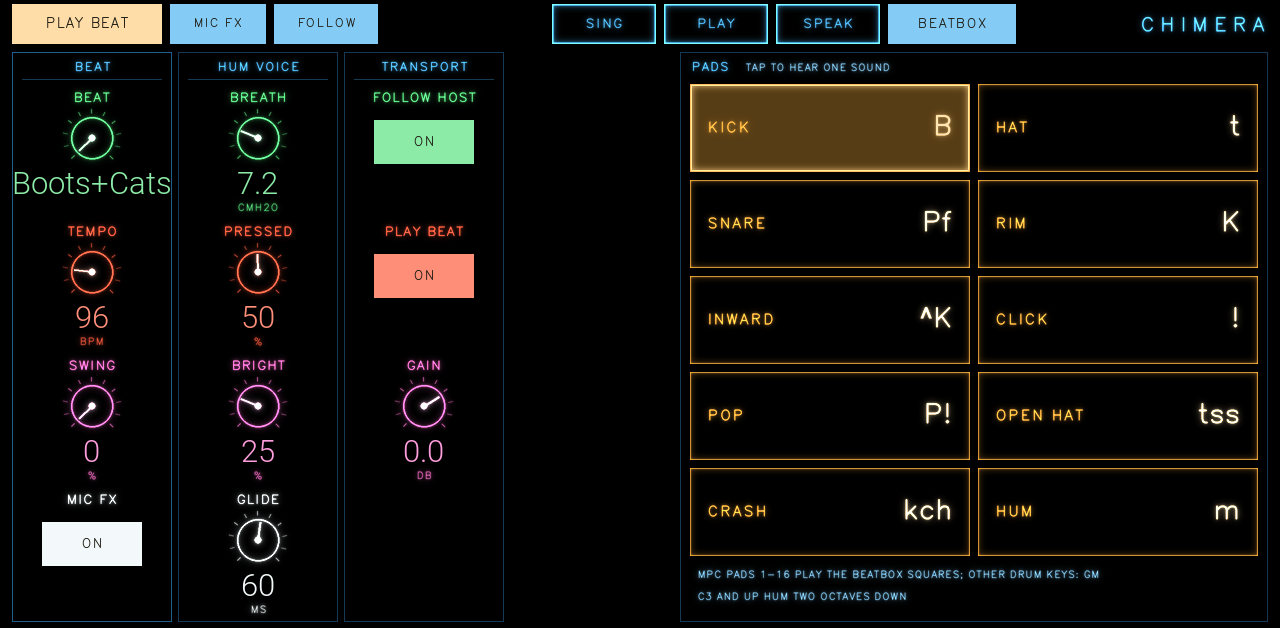 PLAY BEAT
MIC FX
FOLLOW
SING
PLAY
SPEAK
BEATBOX
CHIMERA
BEAT
BEAT
Boots+Cats
TEMPO
96
BPM
SWING
0
%
MIC FX
ON
HUM VOICE
BREATH
7.2
CMH2O
PRESSED
50
%
BRIGHT
25
%
GLIDE
60
MS
TRANSPORT
FOLLOW HOST
ON
PLAY BEAT
ON
GAIN
0.0
DB
PADS TAP TO HEAR ONE SOUND
KICK B
HAT t
SNARE Pf
RIM K
INWARD ^K
CLICK !
POP P!
OPEN HAT tss
CRASH kch
HUM m
MPC PADS 1–16 PLAY THE BEATBOX SQUARES; OTHER DRUM KEYS: GM
C3 AND UP HUM TWO OCTAVES DOWN